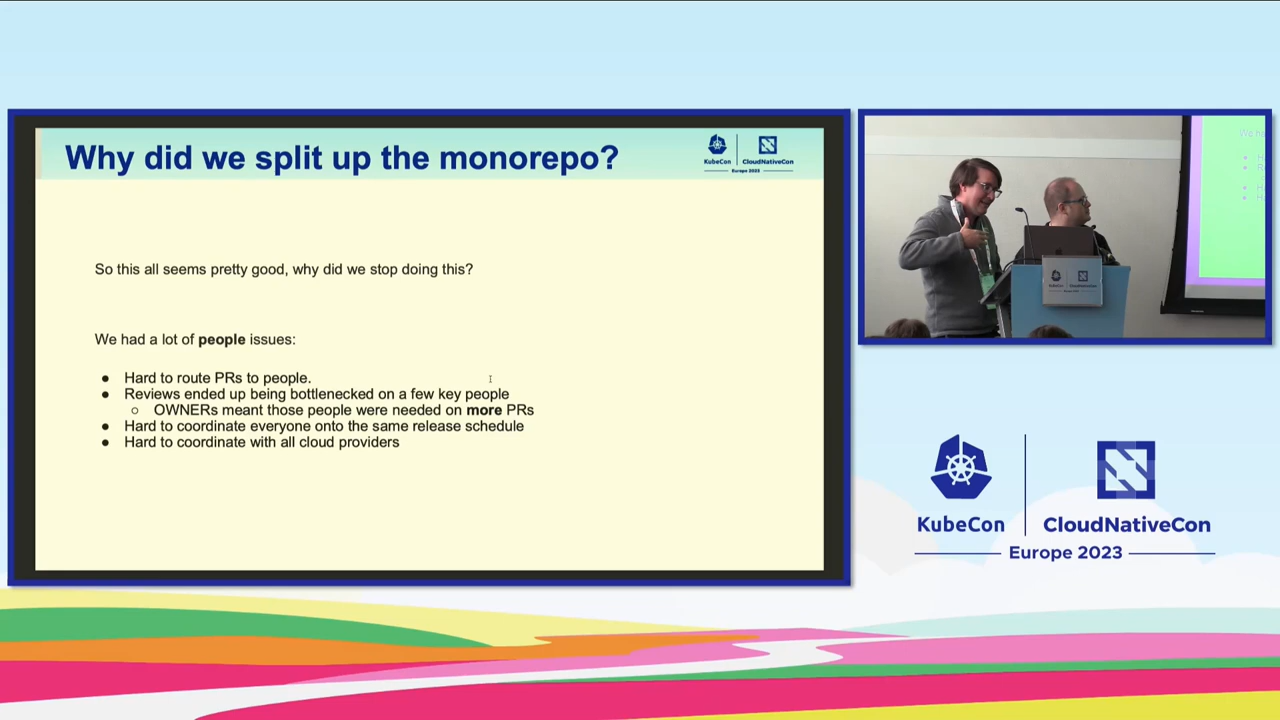 Why did we split up the monorepo?
KubeCon
CloudNativeCon
Europe 2023
So this all seems pretty good, why did we stop doing this?
We had a lot of people issues:
Hard to route PRs to people.
Reviews ended up being bottlenecked on a few key people
OWNERs meant those people were needed on more PRs
Hard to coordinate everyone onto the same release schedule
Hard to coordinate with all cloud providers
KubeCon
CloudNativeCon
Europe 2023